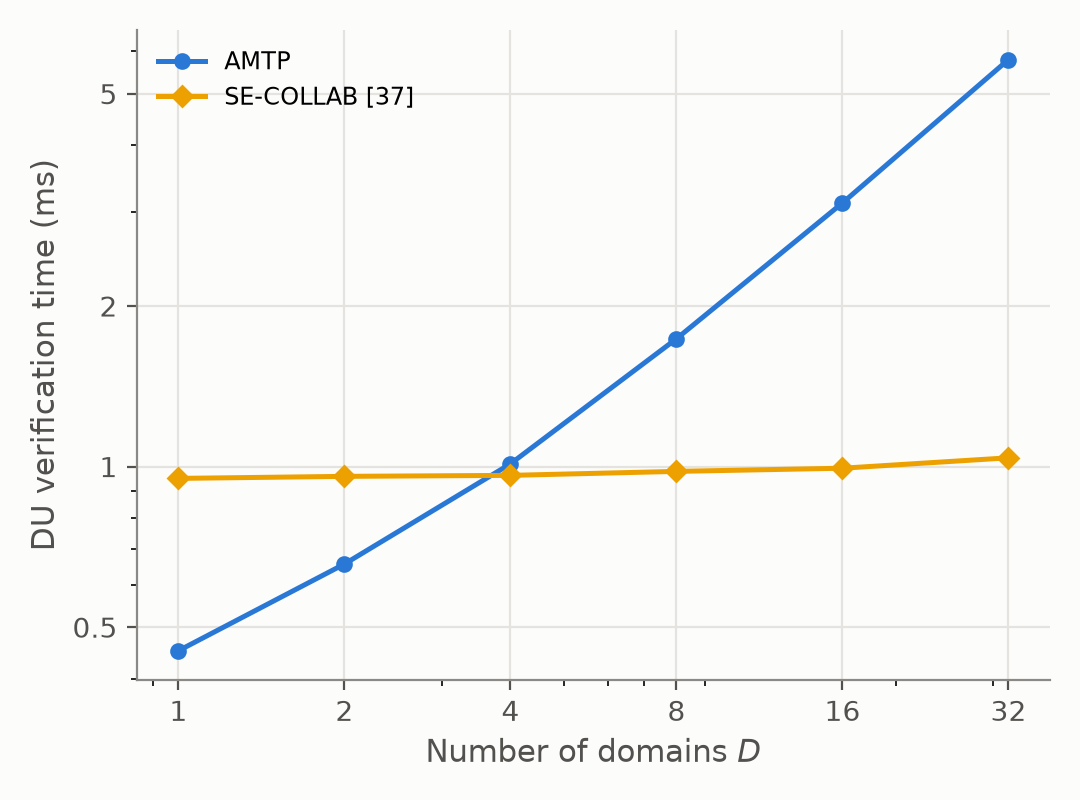 AMTP
SE-COLLAB [37]
DU verification time (ms)
5
2
1
0.5
1 2 4 8 16 32
Number of domains D